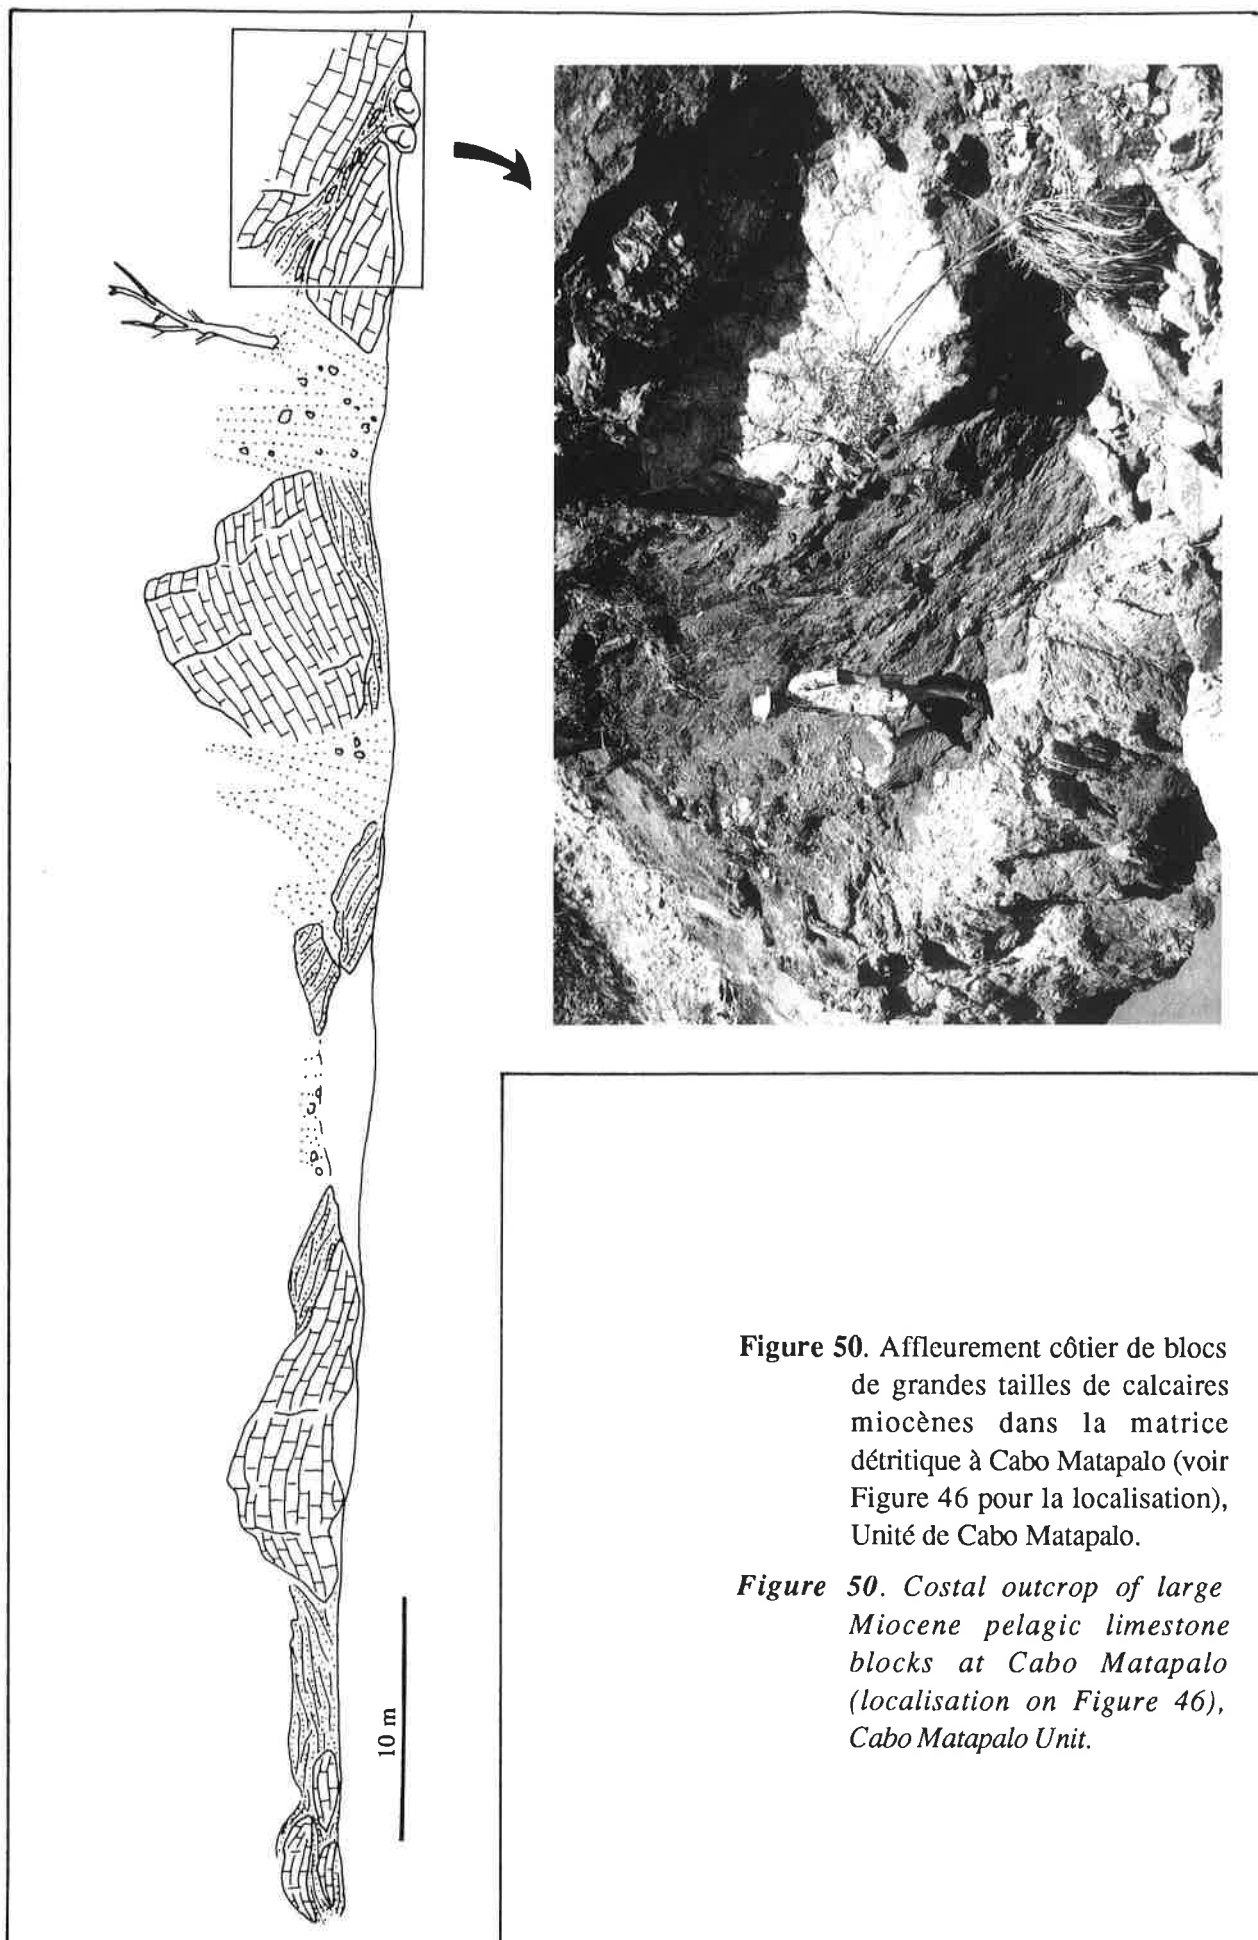 10 m
Figure 50. Affleurement côtier de blocs
de grandes tailles de calcaires
miocènes dans la matrice
détritique à Cabo Matapalo (voir
Figure 46 pour la localisation),
Unité de Cabo Matapalo.
Figure 50. Costal outcrop of large
Miocene pelagic limestone
blocks at Cabo Matapalo
(localisation on Figure 46),
Cabo Matapalo Unit.